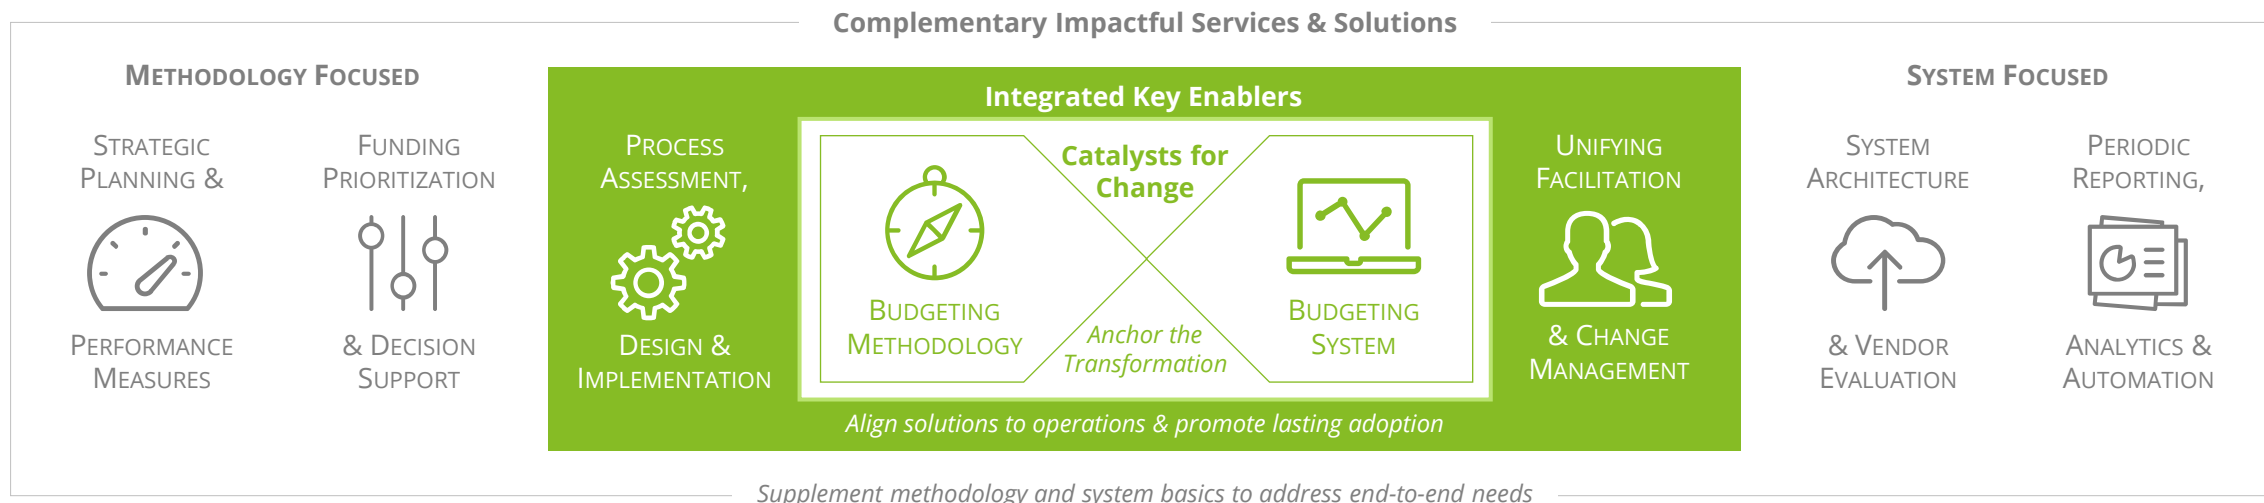 Complementary Impactful Services & Solutions
METHODOLOGY FOCUSED
STRATEGIC
PLANNING &
PERFORMANCE
MEASURES
FUNDING
PRIORITIZATION
& DECISION
SUPPORT
Integrated Key Enablers
PROCESS
ASSESSMENT,
DESIGN &
IMPLEMENTATION
Catalysts for
Change
BUDGETING
METHODOLOGY
Anchor the
Transformation
BUDGETING
SYSTEM
UNIFYING
FACILITATION
& CHANGE
MANAGEMENT
Align solutions to operations & promote lasting adoption
SYSTEM FOCUSED
SYSTEM
ARCHITECTURE
& VENDOR
EVALUATION
PERIODIC
REPORTING,
ANALYTICS &
AUTOMATION
Supplement methodology and system basics to address end-to-end needs